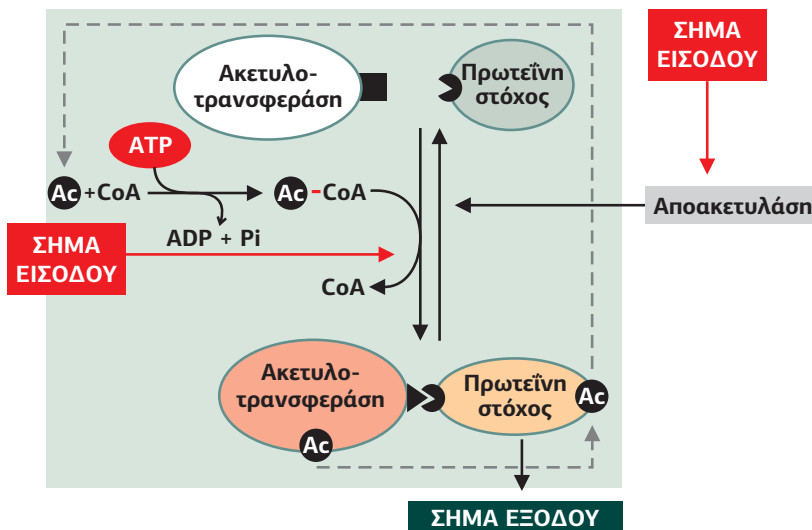 Ακετυλο-
τρανσφεράση
Πρωτεΐνη
στόχος
ΣΗΜΑ
ΕΙΣΟΔΟΥ
ATP
Ac +CoA
Ac -CoA
Αποακετυλάση
ADP + Pi
ΣΗΜΑ
ΕΙΣΟΔΟΥ
CoA
Ακετυλο-
τρανσφεράση
Ac
Πρωτεΐνη
στόχος
Ac
ΣΗΜΑ ΕΞΟΔΟΥ